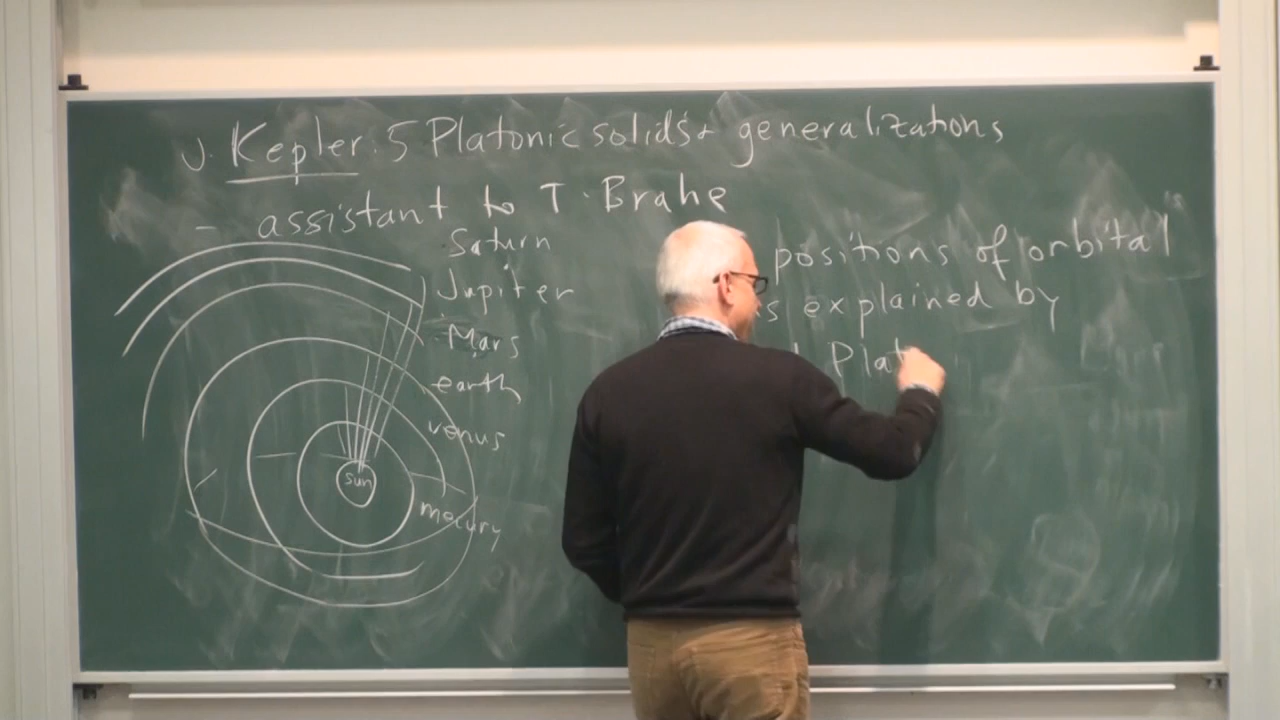 J. Kepler: 5 Platonic solids + generalizations
- assistant to T. Brahe
Saturn
Jupiter
Mars
earth
venus
sun
mercury
positions of orbital
s explained by
Plat